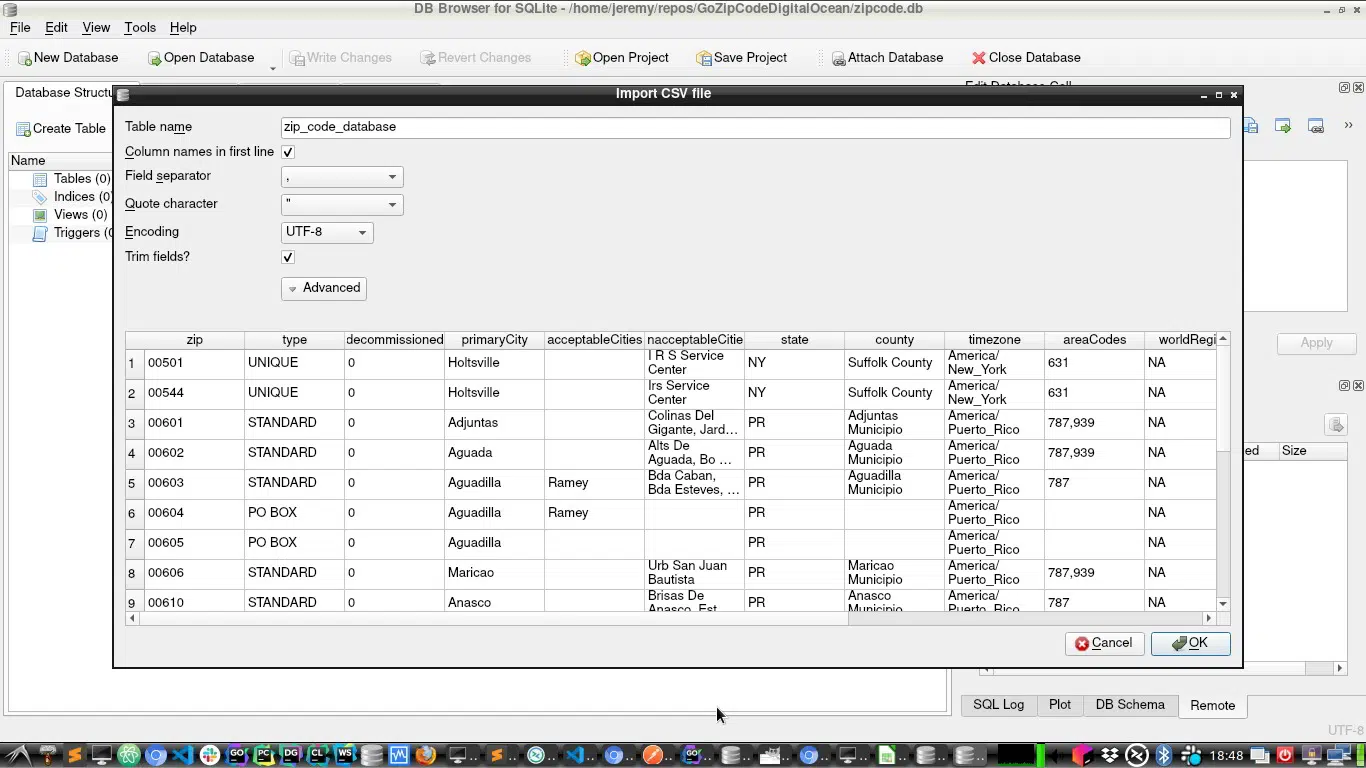 DB Browser for SQLite - /home/jeremy/repos/GoZipCodeDigitalOcean/zipcode.db
File Edit View Tools Help
New Database Open Database Write Changes Revert Changes Open Project Save Project Attach Database Close Database
Database Structu
Create Table
Name
Tables (0)
Indices (0)
Views (0)
Triggers (0
Import CSV file
Table name zip_code_database
Column names in first line
Field separator ,
Quote character "
Encoding UTF-8
Trim fields?
Advanced
zip type decommissioned primaryCity acceptableCities nacceptableCitie state county timezone areaCodes worldRegi
1 00501 UNIQUE 0 Holtsville I R S Service Center NY Suffolk County America/New_York 631 NA
2 00544 UNIQUE 0 Holtsville Irs Service Center NY Suffolk County America/New_York 631 NA
3 00601 STANDARD 0 Adjuntas Colinas Del Gigante, Jard... PR Adjuntas Municipio America/Puerto_Rico 787,939 NA
4 00602 STANDARD 0 Aguada Alts De Aguada, Bo ... PR Aguada Municipio America/Puerto_Rico 787,939 NA
5 00603 STANDARD 0 Aguadilla Ramey Bda Caban, Bda Esteves, ... PR Aguadilla Municipio America/Puerto_Rico 787 NA
6 00604 PO BOX 0 Aguadilla Ramey PR America/Puerto_Rico NA
7 00605 PO BOX 0 Aguadilla PR America/Puerto_Rico NA
8 00606 STANDARD 0 Maricao Urb San Juan Bautista PR Maricao Municipio America/Puerto_Rico 787,939 NA
9 00610 STANDARD 0 Anasco Brisas De Anasco, Est PR Anasco Municipio America/Puerto_Rico 787 NA
Cancel OK
Apply
ed Size
SQL Log Plot DB Schema Remote
UTF-8
18:48